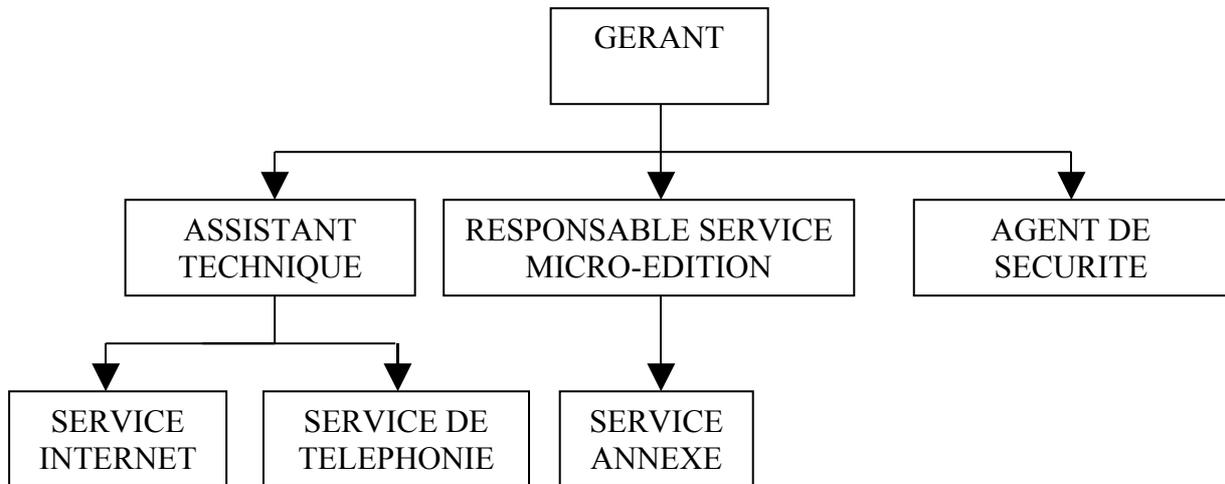 GERANT
ASSISTANT
TECHNIQUE
RESPONSABLE SERVICE
MICRO-EDITION
AGENT DE
SECURITE
SERVICE
INTERNET
SERVICE DE
TELEPHONIE
SERVICE
ANNEXE